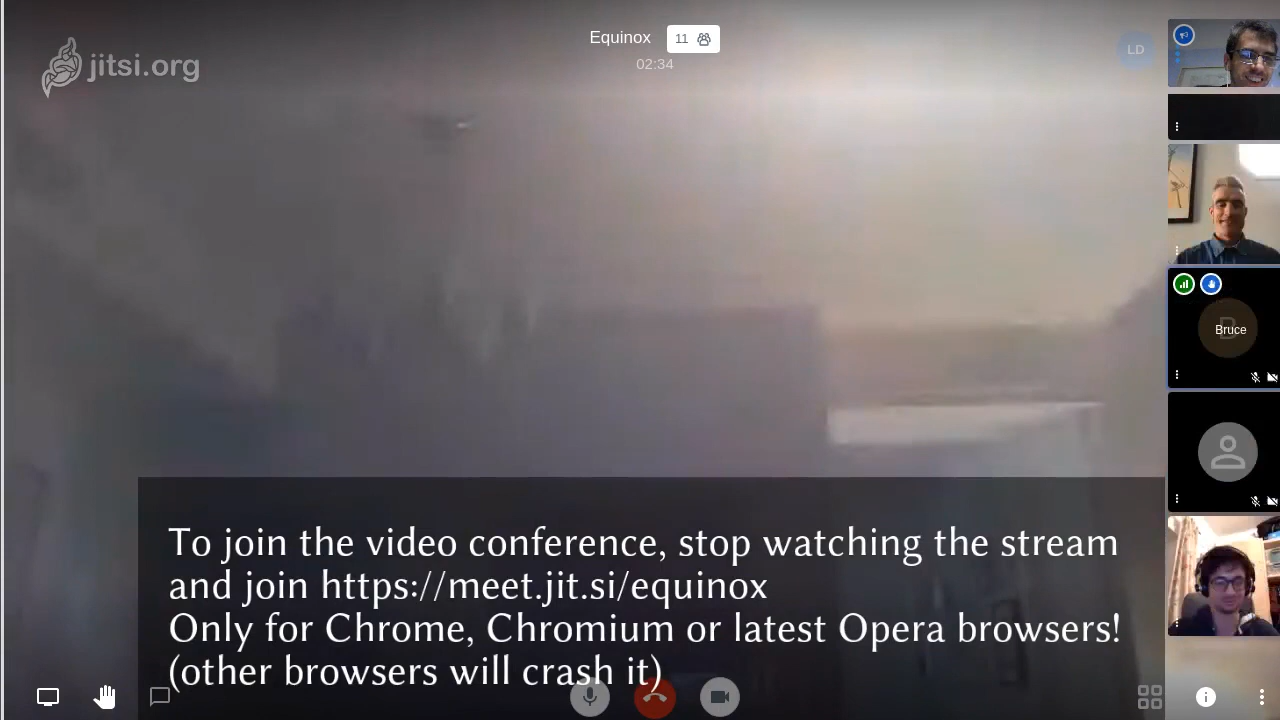 jitsi.org
Equinox 11
02:34
LD
Bruce
To join the video conference, stop watching the stream
and join https://meet.jit.si/equinox
Only for Chrome, Chromium or latest Opera browsers!
(other browsers will crash it)